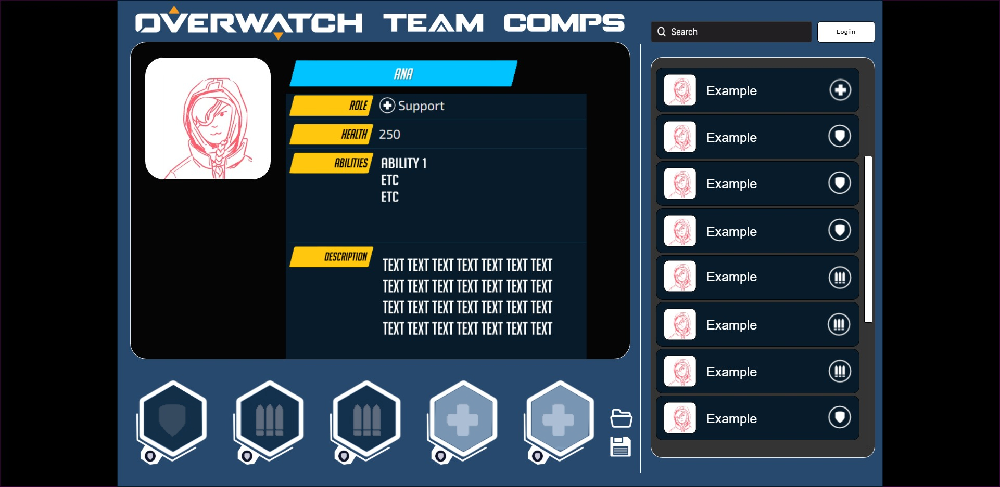 OVERWATCH TEAM COMPS
Search
Login
ANA
ROLE
Support
HEALTH
250
ABILITIES
ABILITY 1
ETC
ETC
DESCRIPTION
TEXT TEXT TEXT TEXT TEXT TEXT TEXT
TEXT TEXT TEXT TEXT TEXT TEXT TEXT
TEXT TEXT TEXT TEXT TEXT TEXT TEXT
TEXT TEXT TEXT TEXT TEXT TEXT TEXT
Example
Example
Example
Example
Example
Example
Example
Example